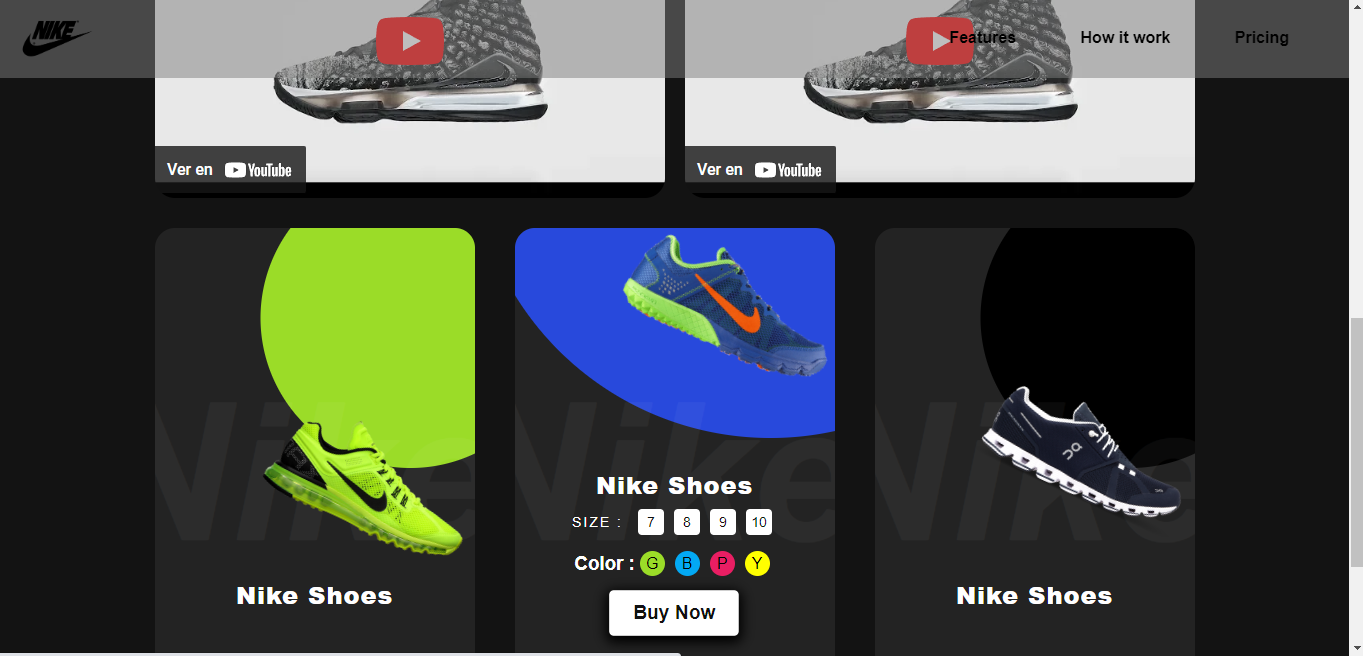 NIKE
Features
How it work
Pricing
Ver en YouTube
Ver en YouTube
Nike
Nike
Nike
Nike Shoes
SIZE : 7 8 9 10
Color : G B P Y
Buy Now
Nike Shoes
Nike Shoes